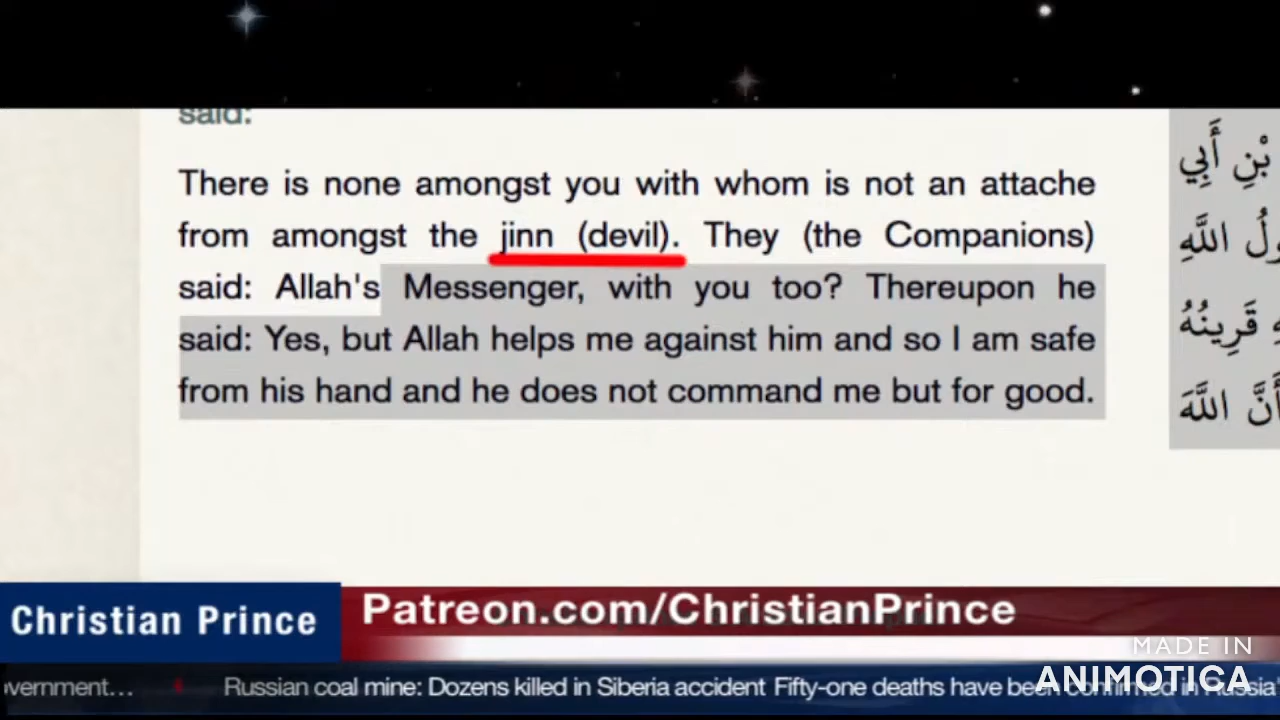 said:
There is none amongst you with whom is not an attache
from amongst the jinn (devil). They (the Companions)
said: Allah's Messenger, with you too? Thereupon he
said: Yes, but Allah helps me against him and so I am safe
from his hand and he does not command me but for good.
بْنِ أَبِي
ولُ اللَّهِ
قَرِينُهُ
أَنَّ اللَّهَ
Christian Prince
Patreon.com/ChristianPrince
MADE IN
ANIMOTICA
vernment... Russian coal mine: Dozens killed in Siberia accident Fifty-one deaths have been confirmed in Russia'